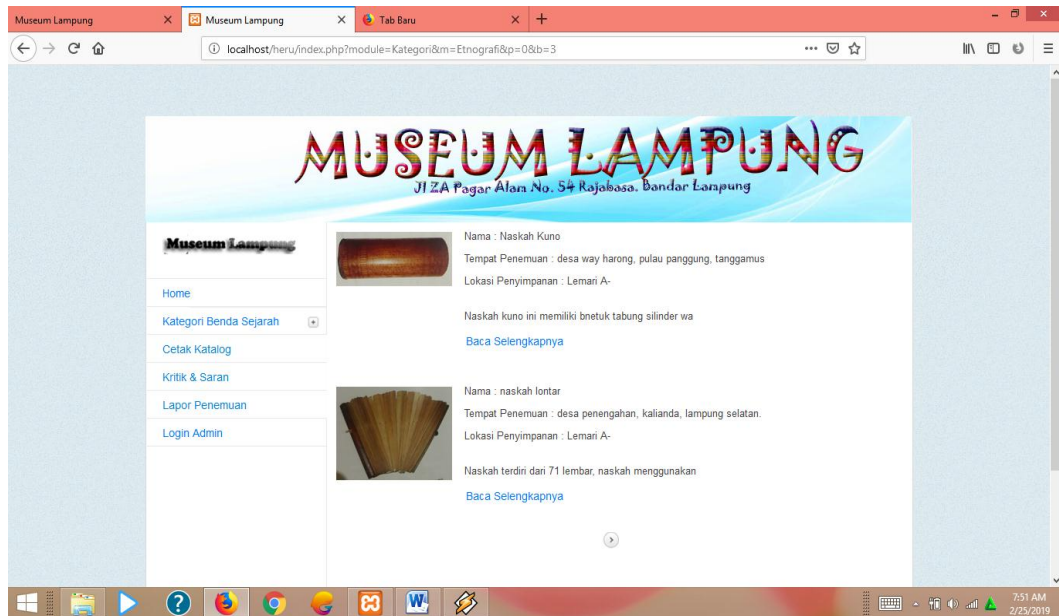 Museum Lampung
Museum Lampung
Tab Baru
localhost/heru/index.php?module=Kategori&m=Etnografi&p=0&b=3
MUSEUM LAMPUNG
Jl ZA Pagar Alam No. 54 Rajabasa. Bandar Lampung
Museum Lampung
Home
Kategori Benda Sejarah
Cetak Katalog
Kritik & Saran
Lapor Penemuan
Login Admin
Nama : Naskah Kuno
Tempat Penemuan : desa way harong, pulau panggung, tanggamus
Lokasi Penyimpanan : Lemari A-
Naskah kuno ini memiliki bnetuk tabung silinder wa
Baca Selengkapnya
Nama : naskah lontar
Tempat Penemuan : desa penengahan, kalianda, lampung selatan.
Lokasi Penyimpanan : Lemari A-
Naskah terdiri dari 71 lembar, naskah menggunakan
Baca Selengkapnya
7:51 AM
2/25/2019